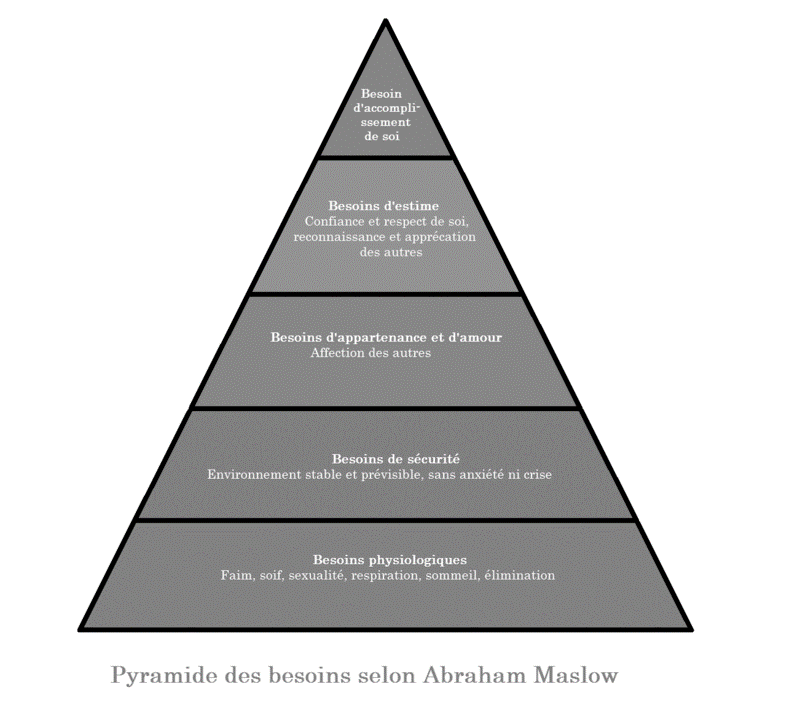 Besoin
d'accompli-
ssement
de soi
Besoins d'estime
Confiance et respect de soi,
reconnaissance et apprécation
des autres
Besoins d'appartenance et d'amour
Affection des autres
Besoins de sécurité
Environnement stable et prévisible, sans anxiété ni crise
Besoins physiologiques
Faim, soif, sexualité, respiration, sommeil, élimination
Pyramide des besoins selon Abraham Maslow